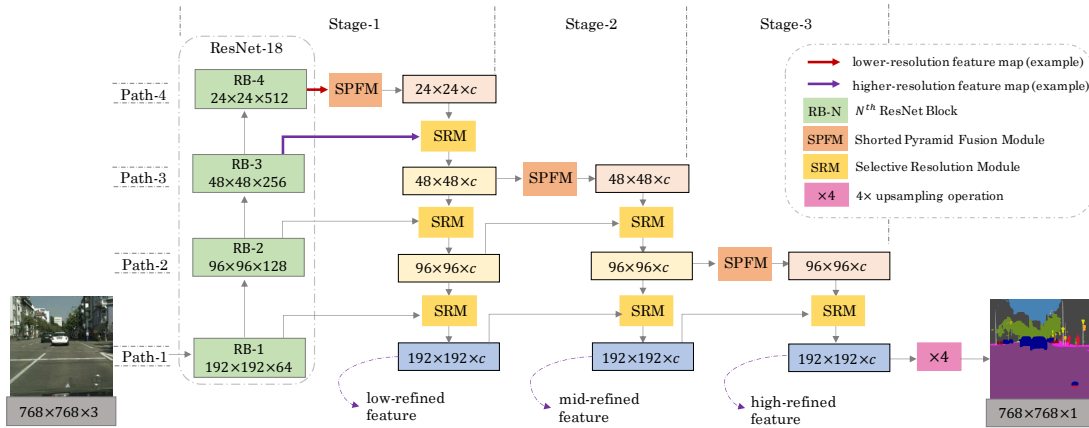 Stage-1
Stage-2
Stage-3
ResNet-18
Path-4
RB-4
24×24×512
SPFM
24×24×c
SRM
Path-3
RB-3
48×48×256
48×48×c
SPFM
48×48×c
SRM
SRM
Path-2
RB-2
96×96×128
96×96×c
96×96×c
SPFM
96×96×c
SRM
SRM
SRM
Path-1
RB-1
192×192×64
192×192×c
192×192×c
192×192×c
×4
768×768×3
768×768×1
low-refined
feature
mid-refined
feature
high-refined
feature
lower-resolution feature map (example)
higher-resolution feature map (example)
RB-N Nth ResNet Block
SPFM Shorted Pyramid Fusion Module
SRM Selective Resolution Module
×4 4× upsampling operation